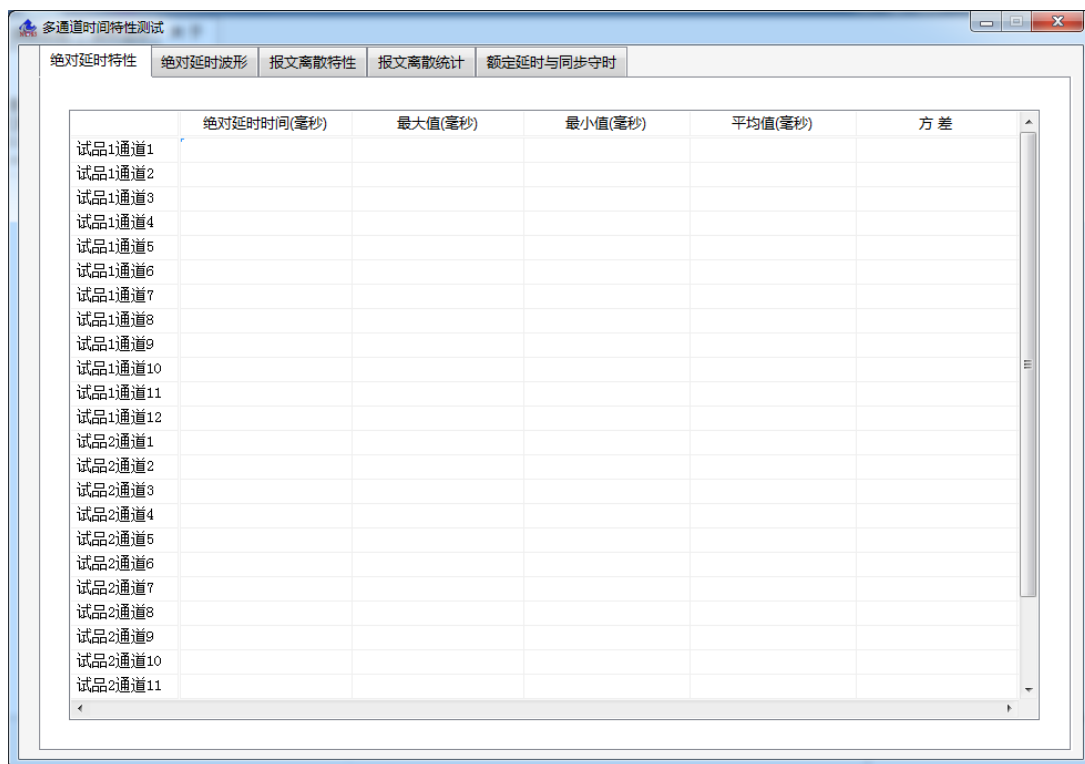 多通道时间特性测试
绝对延时特性 绝对延时波形 报文离散特性 报文离散统计 额定延时与同步守时
绝对延时时间(毫秒) 最大值(毫秒) 最小值(毫秒) 平均值(毫秒) 方 差
试品1通道1
试品1通道2
试品1通道3
试品1通道4
试品1通道5
试品1通道6
试品1通道7
试品1通道8
试品1通道9
试品1通道10
试品1通道11
试品1通道12
试品2通道1
试品2通道2
试品2通道3
试品2通道4
试品2通道5
试品2通道6
试品2通道7
试品2通道8
试品2通道9
试品2通道10
试品2通道11